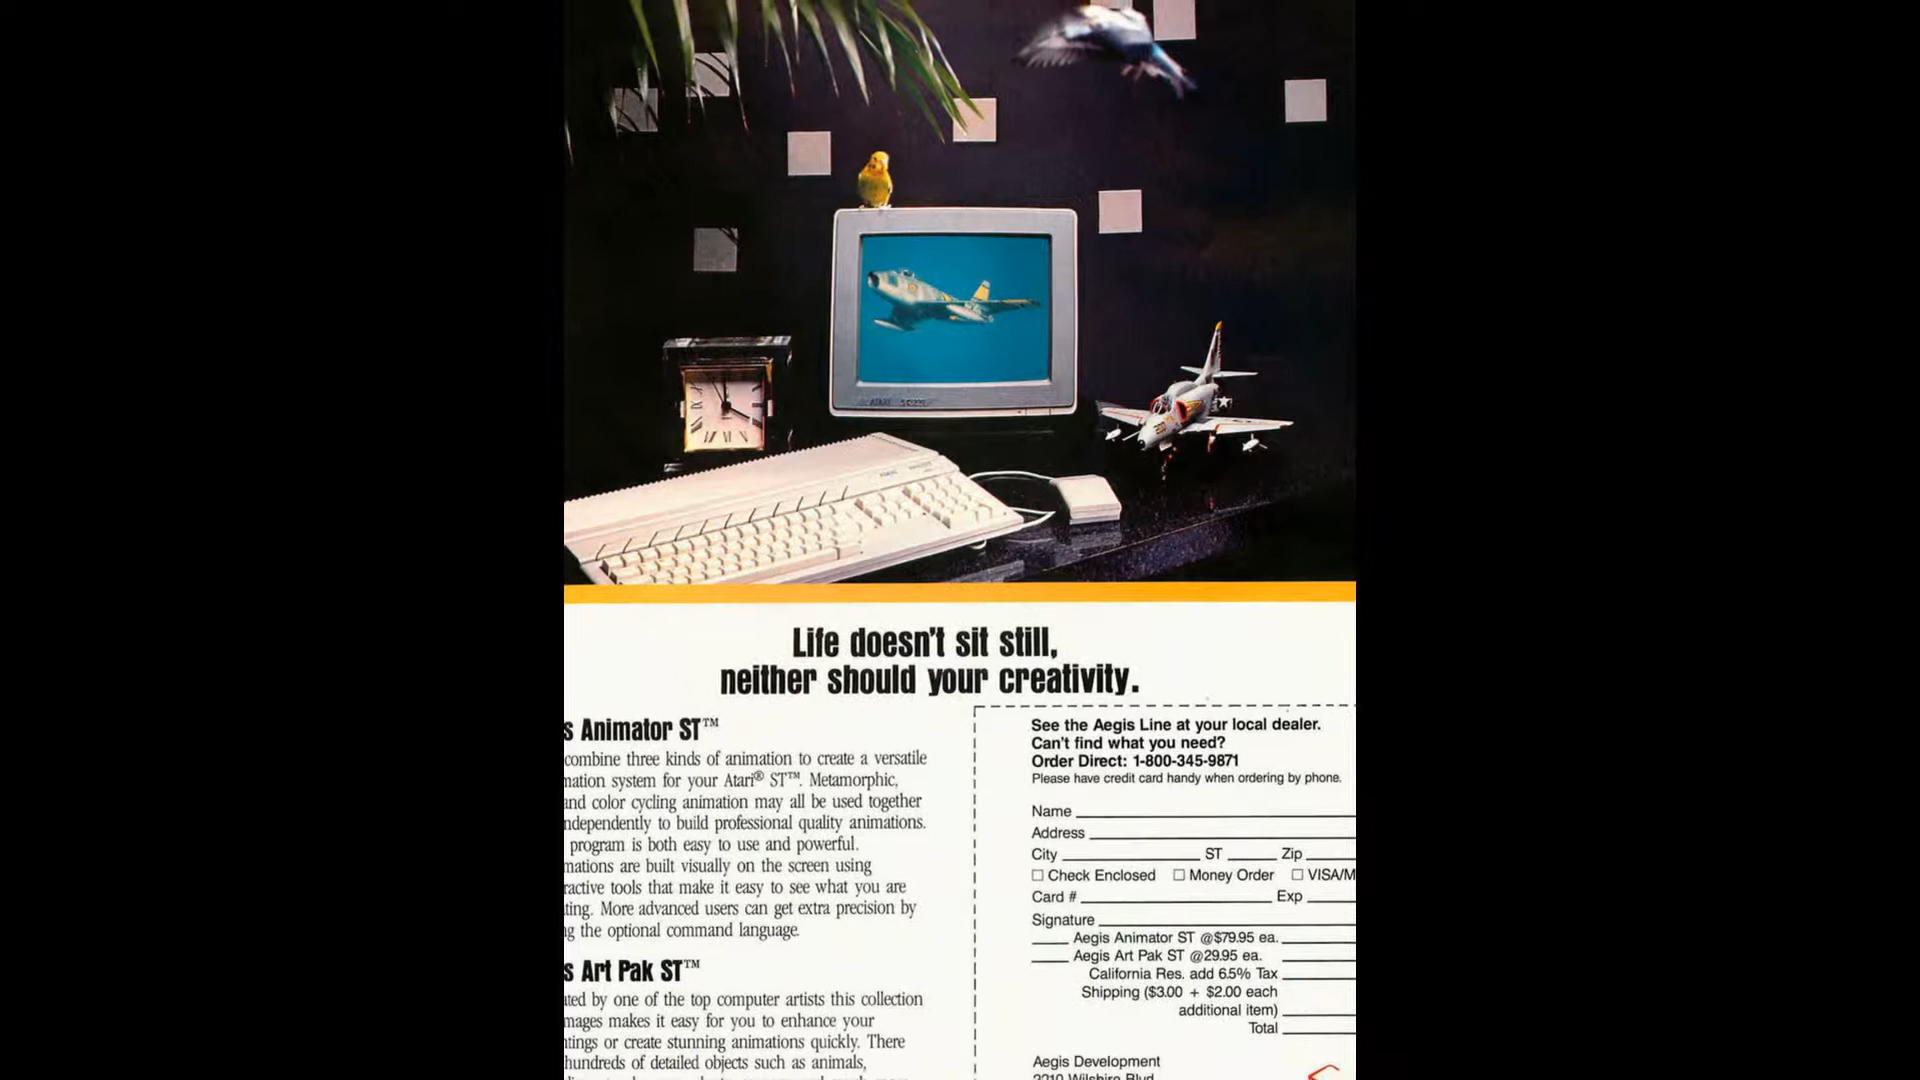 Life doesn't sit still,
neither should your creativity.
s Animator ST™
combine three kinds of animation to create a versatile
mation system for your Atari® ST™. Metamorphic,
and color cycling animation may all be used together
ndependently to build professional quality animations.
program is both easy to use and powerful.
mations are built visually on the screen using
ractive tools that make it easy to see what you are
ting. More advanced users can get extra precision by
g the optional command language.
s Art Pak ST™
ated by one of the top computer artists this collection
mages makes it easy for you to enhance your
ntings or create stunning animations quickly. There
hundreds of detailed objects such as animals,
See the Aegis Line at your local dealer.
Can't find what you need?
Order Direct: 1-800-345-9871
Please have credit card handy when ordering by phone.
Name
Address
City ST Zip
☐ Check Enclosed ☐ Money Order ☐ VISA/M
Card # Exp
Signature
Aegis Animator ST @$79.95 ea.
Aegis Art Pak ST @29.95 ea.
California Res. add 6.5% Tax
Shipping ($3.00 + $2.00 each
additional item)
Total
Aegis Development
2210 Wilshire Blvd